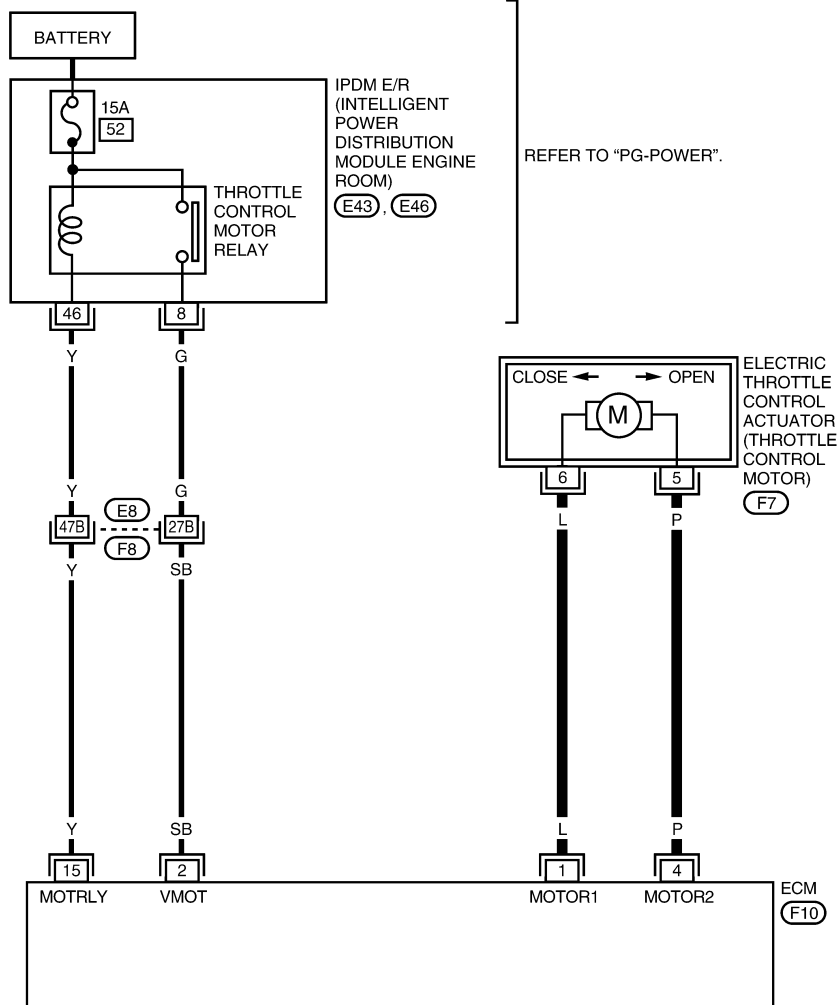 BATTERY
15A
52
IPDM E/R
(INTELLIGENT
POWER
DISTRIBUTION
MODULE ENGINE
ROOM)
E43 , E46
REFER TO “PG-POWER”.
THROTTLE
CONTROL
MOTOR
RELAY
46 8
Y G
CLOSE OPEN
M
ELECTRIC
THROTTLE
CONTROL
ACTUATOR
(THROTTLE
CONTROL
MOTOR)
F7
6 5
L P
Y G
47B E8 27B
F8
Y SB
Y SB L P
15 2 1 4
MOTRLY VMOT MOTOR1 MOTOR2
ECM
F10